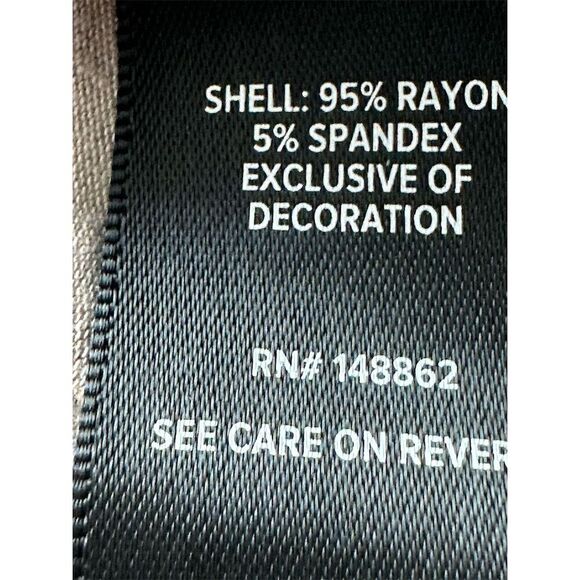 SHELL: 95% RAYON
5% SPANDEX
EXCLUSIVE OF
DECORATION
RN# 148862
SEE CARE ON REVER